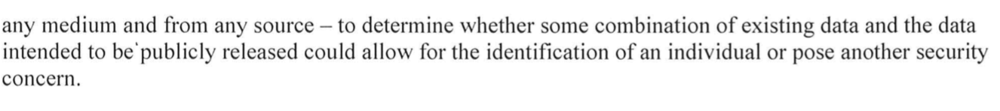 any medium and from any source – to determine whether some combination of existing data and the data
intended to be publicly released could allow for the identification of an individual or pose another security
concern.